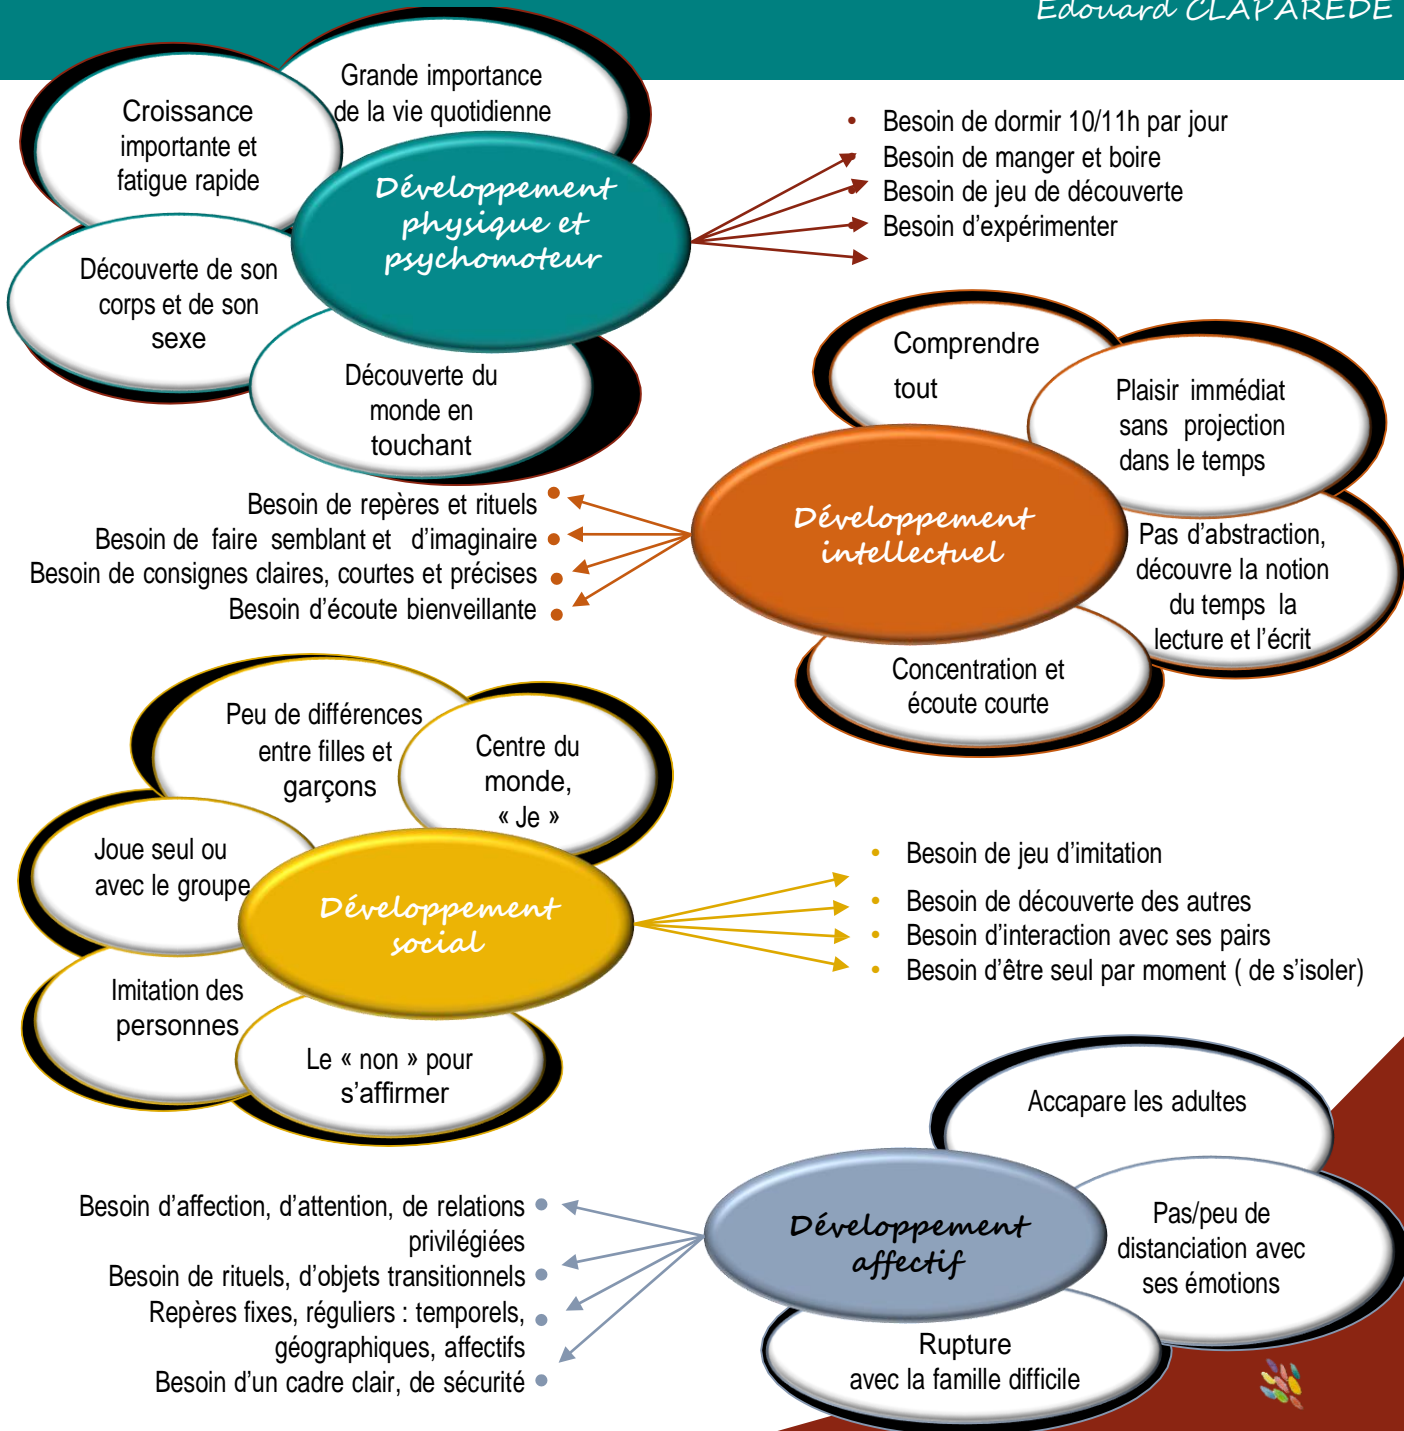 Edouard CLAPAREDE
Grande importance
de la vie quotidienne
Croissance
importante et
fatigue rapide
Développement
physique et
psychomoteur
Découverte de son
corps et de son
sexe
Découverte du
monde en
touchant
• Besoin de dormir 10/11h par jour
Besoin de manger et boire
• Besoin de jeu de découverte
• Besoin d’expérimenter
Comprendre
tout
Plaisir immédiat
sans projection
dans le temps
Développement
intellectuel
Pas d’abstraction,
découvre la notion
du temps la
lecture et l’écrit
Concentration et
écoute courte
Besoin de repères et rituels •
Besoin de faire semblant et d’imaginaire •
Besoin de consignes claires, courtes et précises •
Besoin d’écoute bienveillante •
Peu de différences
entre filles et
garçons
Centre du
monde,
« Je »
Joue seul ou
avec le groupe
Développement
social
Imitation des
personnes
Le « non » pour
s’affirmer
• Besoin de jeu d’imitation
• Besoin de découverte des autres
• Besoin d’interaction avec ses pairs
• Besoin d’être seul par moment ( de s’isoler)
Accapare les adultes
Développement
affectif
Pas/peu de
distanciation avec
ses émotions
Rupture
avec la famille difficile
Besoin d’affection, d’attention, de relations •
privilégiées
Besoin de rituels, d’objets transitionnels •
Repères fixes, réguliers : temporels, •
géographiques, affectifs
Besoin d’un cadre clair, de sécurité •